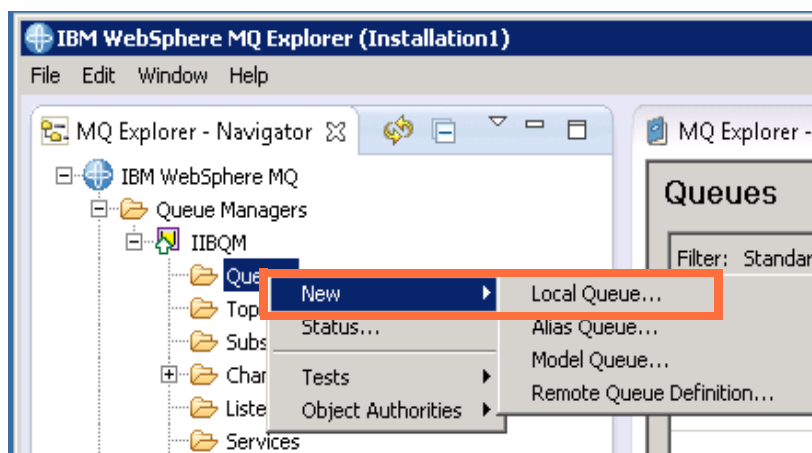 IBM WebSphere MQ Explorer (Installation1)
File Edit Window Help
MQ Explorer - Navigator
MQ Explorer -
IBM WebSphere MQ
Queue Managers
IIBQM
Queues
Filter:
New
Local Queue...
Status...
Alias Queue...
Model Queue...
Tests
Remote Queue Definition...
Object Authorities
Services